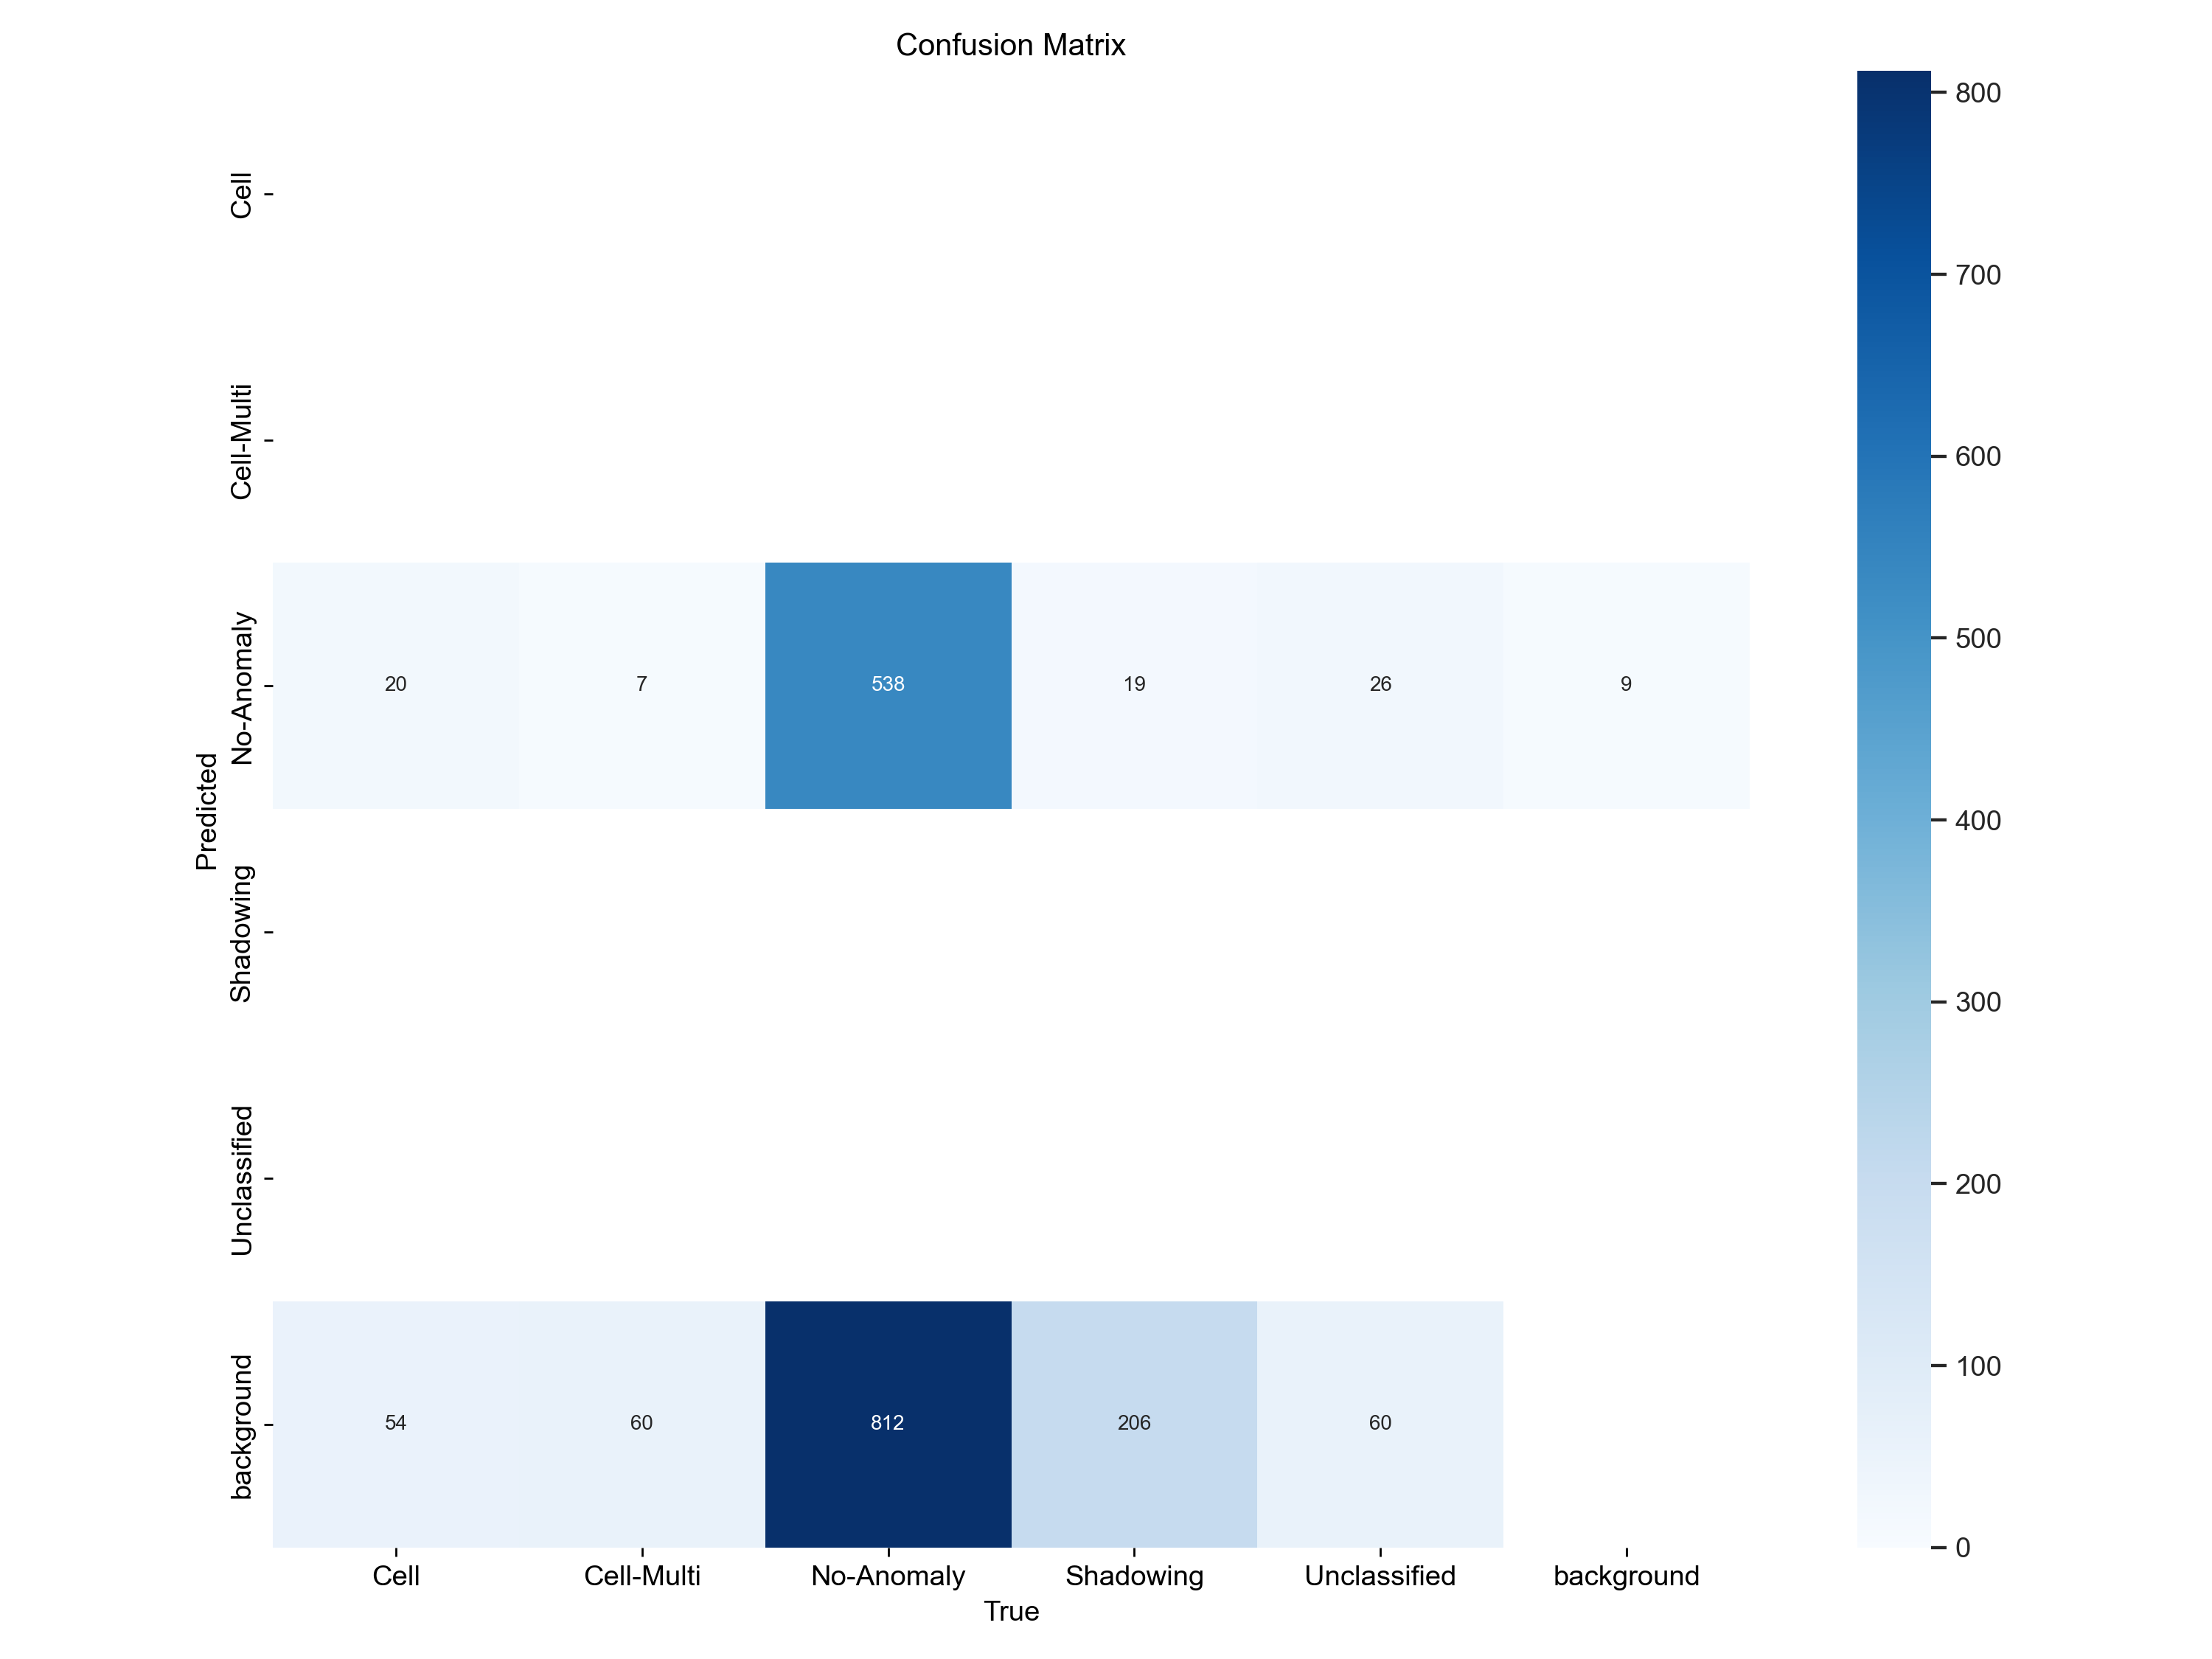 Confusion Matrix
Predicted
Cell
Cell-Multi
No-Anomaly
Shadowing
Unclassified
background
20 7 538 19 26 9
54 60 812 206 60
Cell Cell-Multi No-Anomaly Shadowing Unclassified background
True
800
700
600
500
400
300
200
100
0